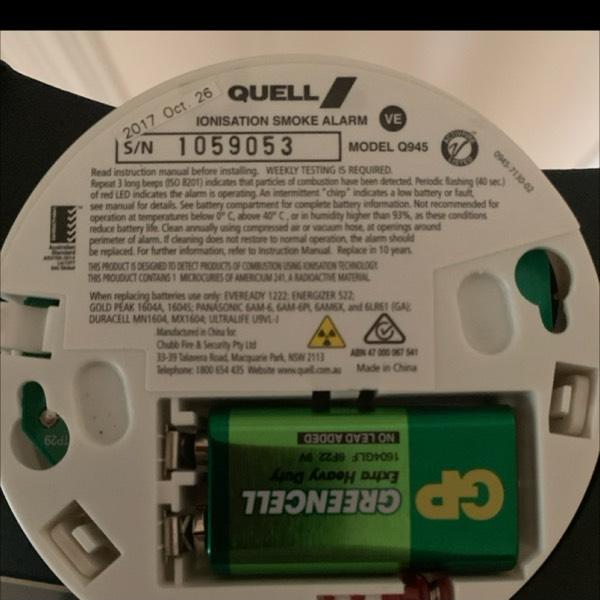 2017 Oct. 26
QUELL
IONISATION SMOKE ALARM VE
S/N 1059053 MODEL Q945
0945-7130-02
Read instruction manual before installing. WEEKLY TESTING IS REQUIRED.
Repeat 3 long beeps (ISO 8201) indicates that particles of combustion have been detected. Periodic flashing (40 sec.)
of red LED indicates the alarm is operating. An intermittent "chirp" indicates a low battery or fault,
see manual for details. See battery compartment for complete battery information. Not recommended for
operation at temperatures below 0° C, above 40° C, or in humidity higher than 93%, as these conditions
reduce battery life. Clean annually using compressed air or vacuum hose, at openings around
perimeter of alarm. If cleaning does not restore to normal operation, the alarm should
be replaced. For further information, refer to Instruction Manual. Replace in 10 years.
THIS PRODUCT IS DESIGNED TO DETECT PRODUCTS OF COMBUSTION USING IONISATION TECHNOLOGY.
THIS PRODUCT CONTAINS 1 MICROCURIES OF AMERICIUM 241, A RADIOACTIVE MATERIAL.
When replacing batteries use only: EVEREADY 1222; ENERGIZER 522;
GOLD PEAK 1604A, 1604S; PANASONIC 6AM-6, 6AM-6PI, 6AM6X, and 6LR61 (GA);
DURACELL MN1604, MX1604; ULTRALIFE U9VL-J
Manufactured in China for:
Chubb Fire & Security Pty Ltd
33-39 Talavera Road, Macquarie Park, NSW 2113
Telephone: 1800 654 435 Website www.quell.com.au
ABN 47 000 067 541
Made in China
Australian
Standard
TP29
NO LEAD ADDED
1604GLF 6F22 9V
Extra Heavy Duty
GREENCELL
GP